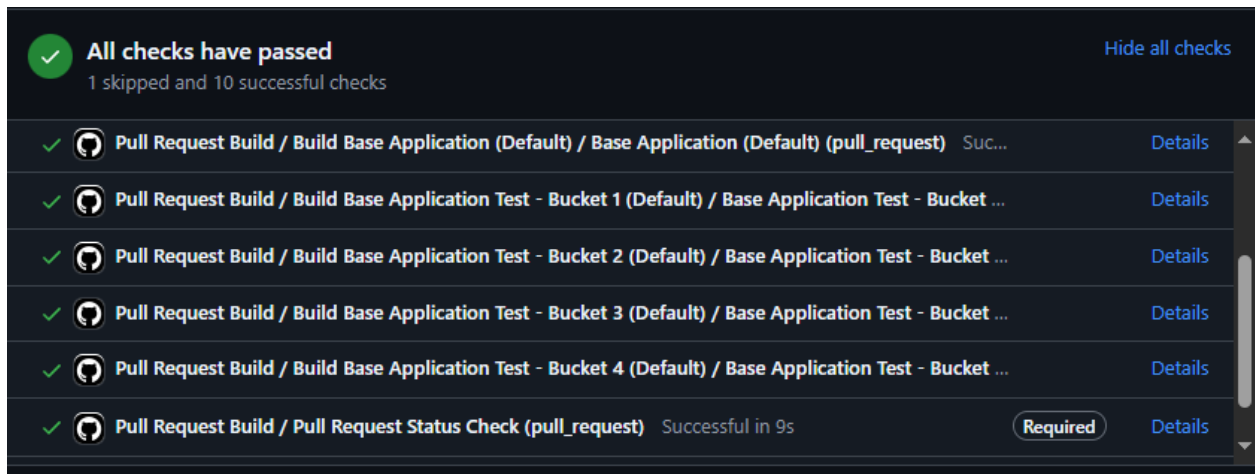 All checks have passed
Hide all checks
1 skipped and 10 successful checks
Pull Request Build / Build Base Application (Default) / Base Application (Default) (pull_request) Suc... Details
Pull Request Build / Build Base Application Test - Bucket 1 (Default) / Base Application Test - Bucket ... Details
Pull Request Build / Build Base Application Test - Bucket 2 (Default) / Base Application Test - Bucket ... Details
Pull Request Build / Build Base Application Test - Bucket 3 (Default) / Base Application Test - Bucket ... Details
Pull Request Build / Build Base Application Test - Bucket 4 (Default) / Base Application Test - Bucket ... Details
Pull Request Build / Pull Request Status Check (pull_request) Successful in 9s Required Details